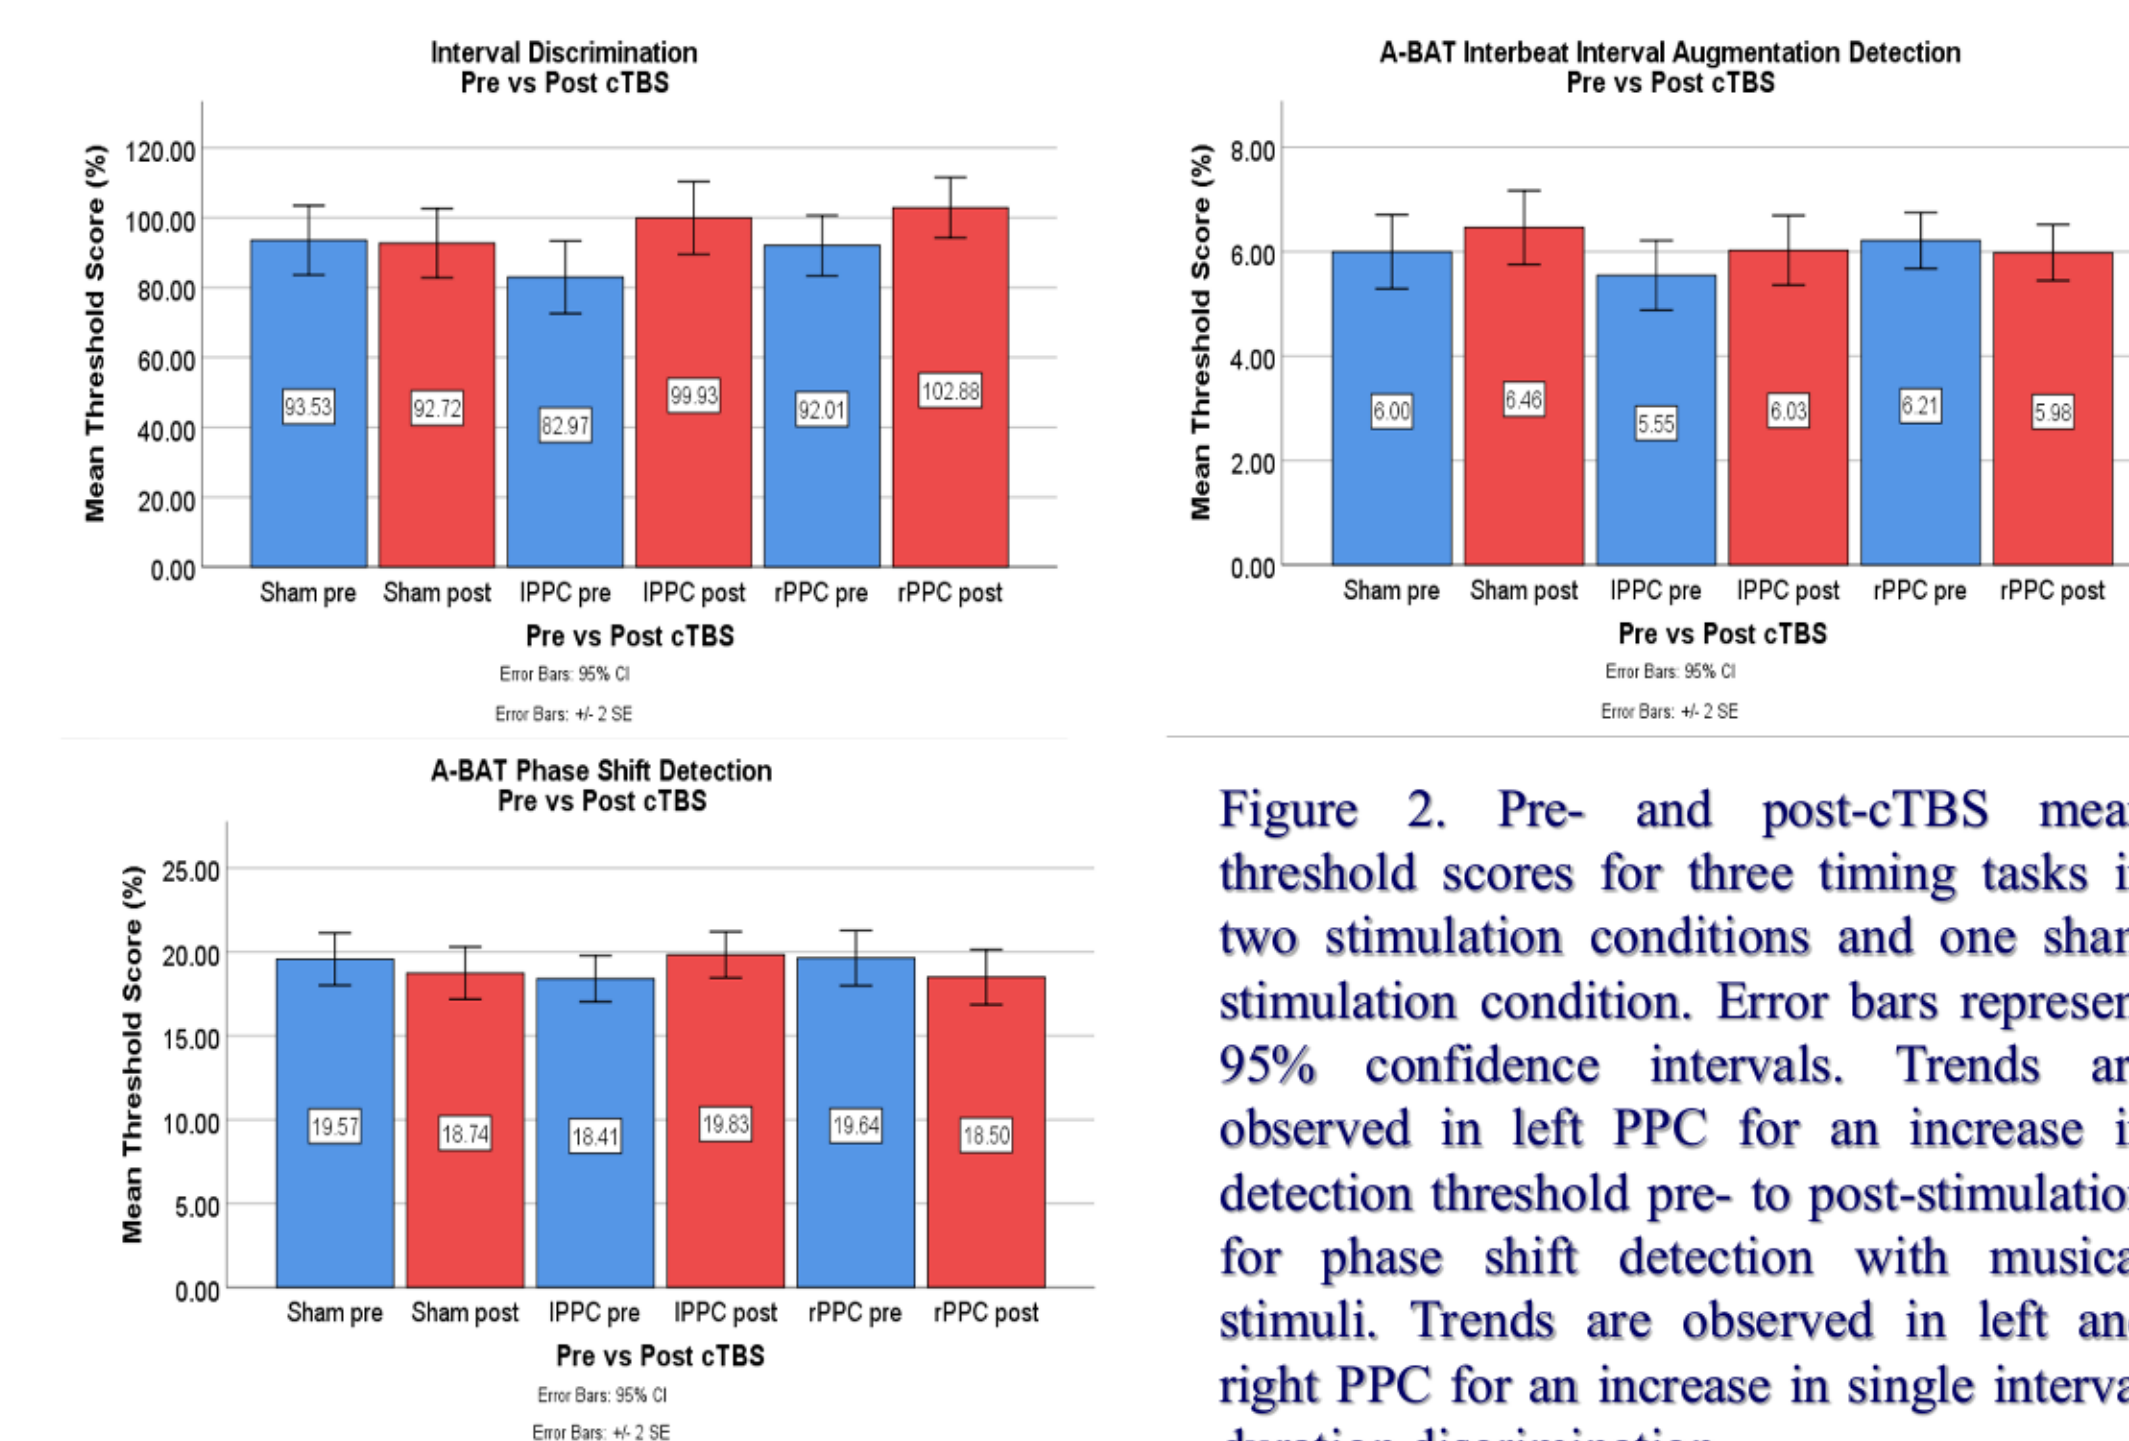 Interval Discrimination
Pre vs Post cTBS
Mean Threshold Score (%)
120.00
100.00
80.00
60.00
40.00
20.00
0.00
93.53
92.72
82.97
99.93
92.01
102.88
Sham pre Sham post lPPC pre lPPC post rPPC pre rPPC post
Pre vs Post cTBS
Error Bars: 95% CI
Error Bars: +/- 2 SE
A-BAT Interbeat Interval Augmentation Detection
Pre vs Post cTBS
Mean Threshold Score (%)
8.00
6.00
4.00
2.00
0.00
6.00
6.46
5.55
6.03
6.21
5.98
Sham pre Sham post lPPC pre lPPC post rPPC pre rPPC post
Pre vs Post cTBS
Error Bars: 95% CI
Error Bars: +/- 2 SE
A-BAT Phase Shift Detection
Pre vs Post cTBS
Mean Threshold Score (%)
25.00
20.00
15.00
10.00
5.00
0.00
19.57
18.74
18.41
19.83
19.64
18.50
Sham pre Sham post lPPC pre lPPC post rPPC pre rPPC post
Pre vs Post cTBS
Error Bars: 95% CI
Error Bars: +/- 2 SE
Figure 2. Pre- and post-cTBS mea
threshold scores for three timing tasks i
two stimulation conditions and one shar
stimulation condition. Error bars represen
95% confidence intervals. Trends ar
observed in left PPC for an increase i
detection threshold pre- to post-stimulatio
for phase shift detection with musica
stimuli. Trends are observed in left an
right PPC for an increase in single interva